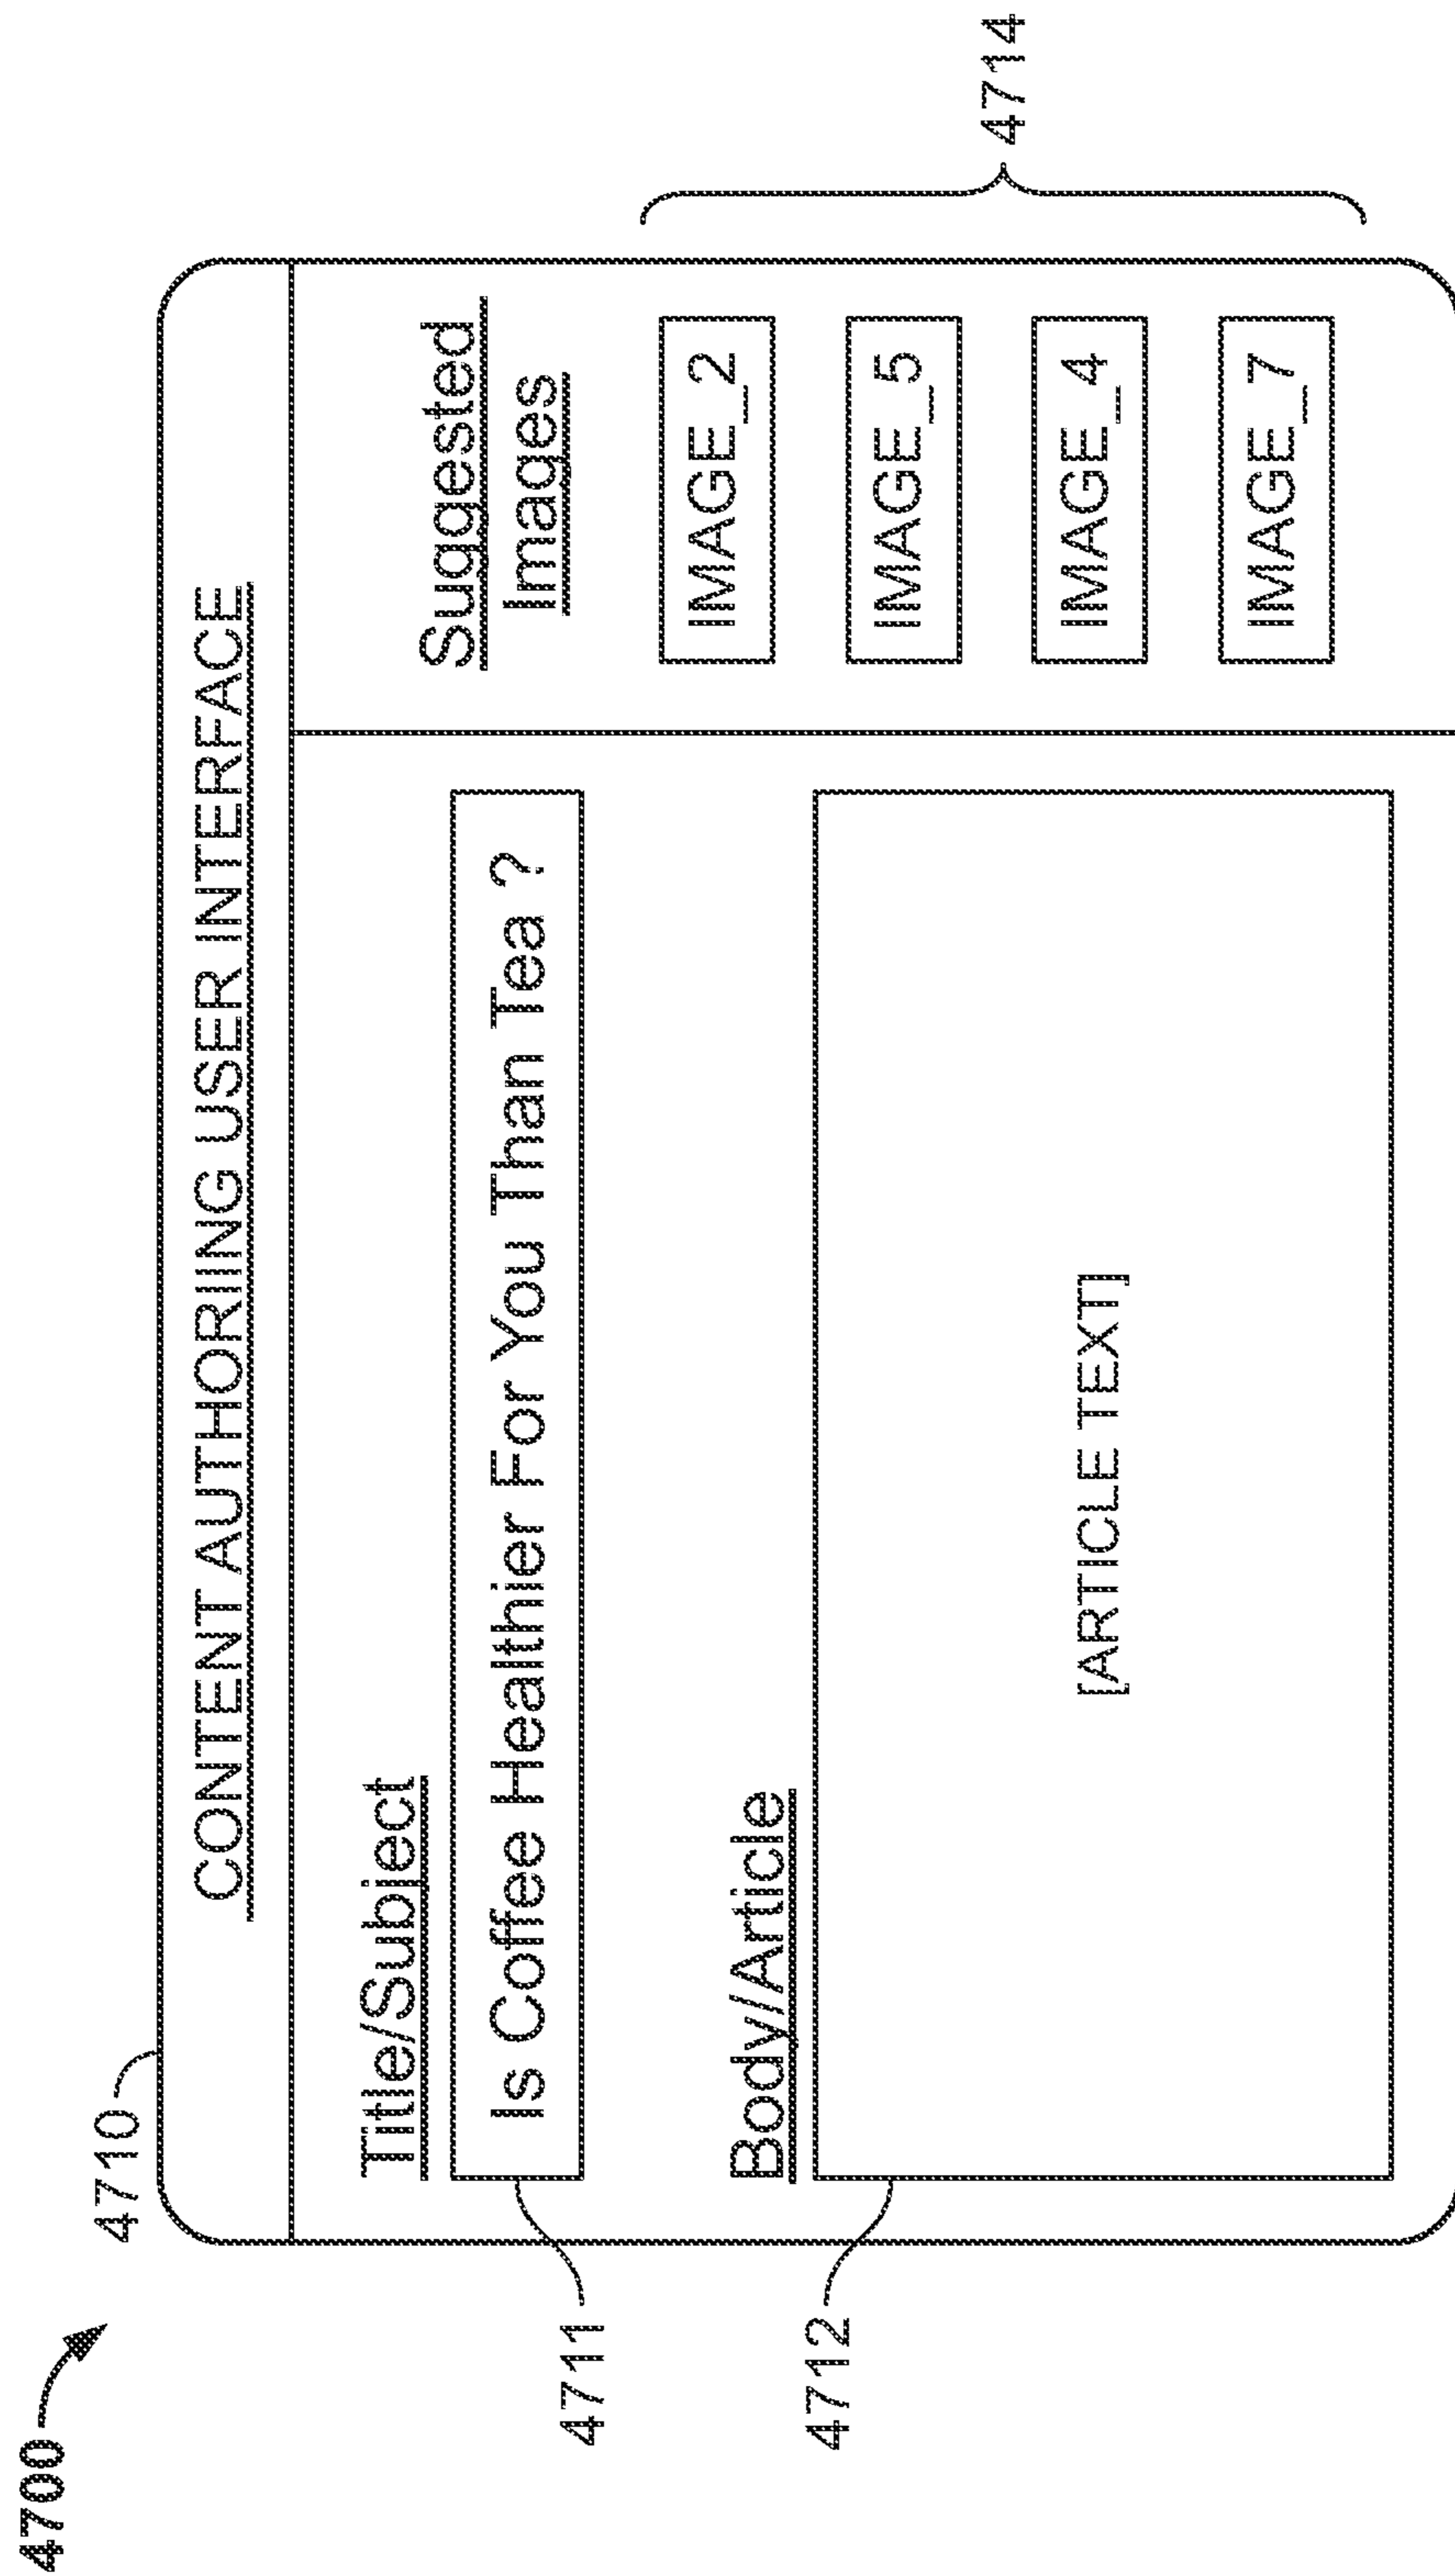 4700
4710
CONTENT AUTHORIING USER INTERFACE
Title/Subject
4711
Is Coffee Healthier For You Than Tea ?
Body/Article
4712
[ARTICLE TEXT]
Suggested
Images
IMAGE_2
IMAGE_5
IMAGE_4
IMAGE_7
4714